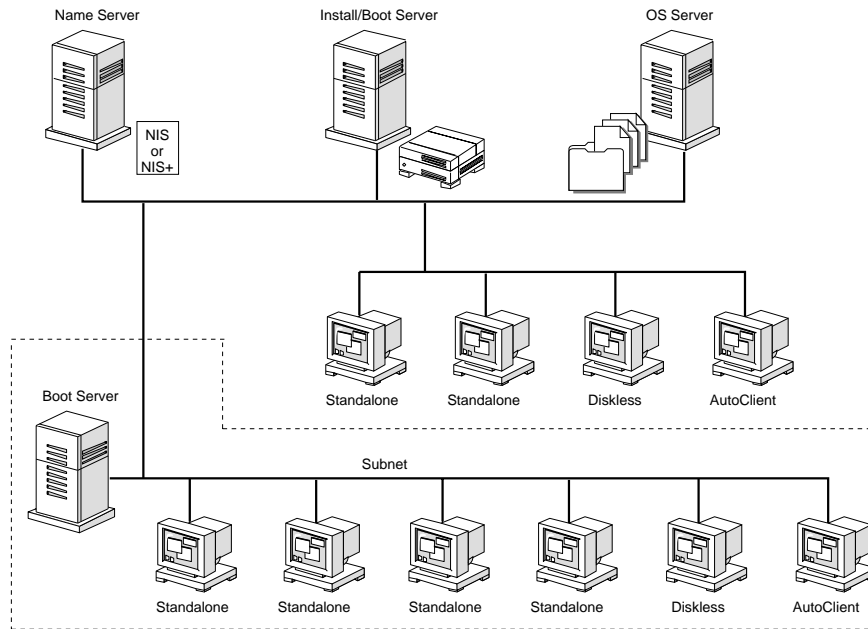 Name Server
Install/Boot Server
OS Server
NIS
or
NIS+
Standalone
Standalone
Diskless
AutoClient
Boot Server
Subnet
Standalone
Standalone
Standalone
Standalone
Diskless
AutoClient